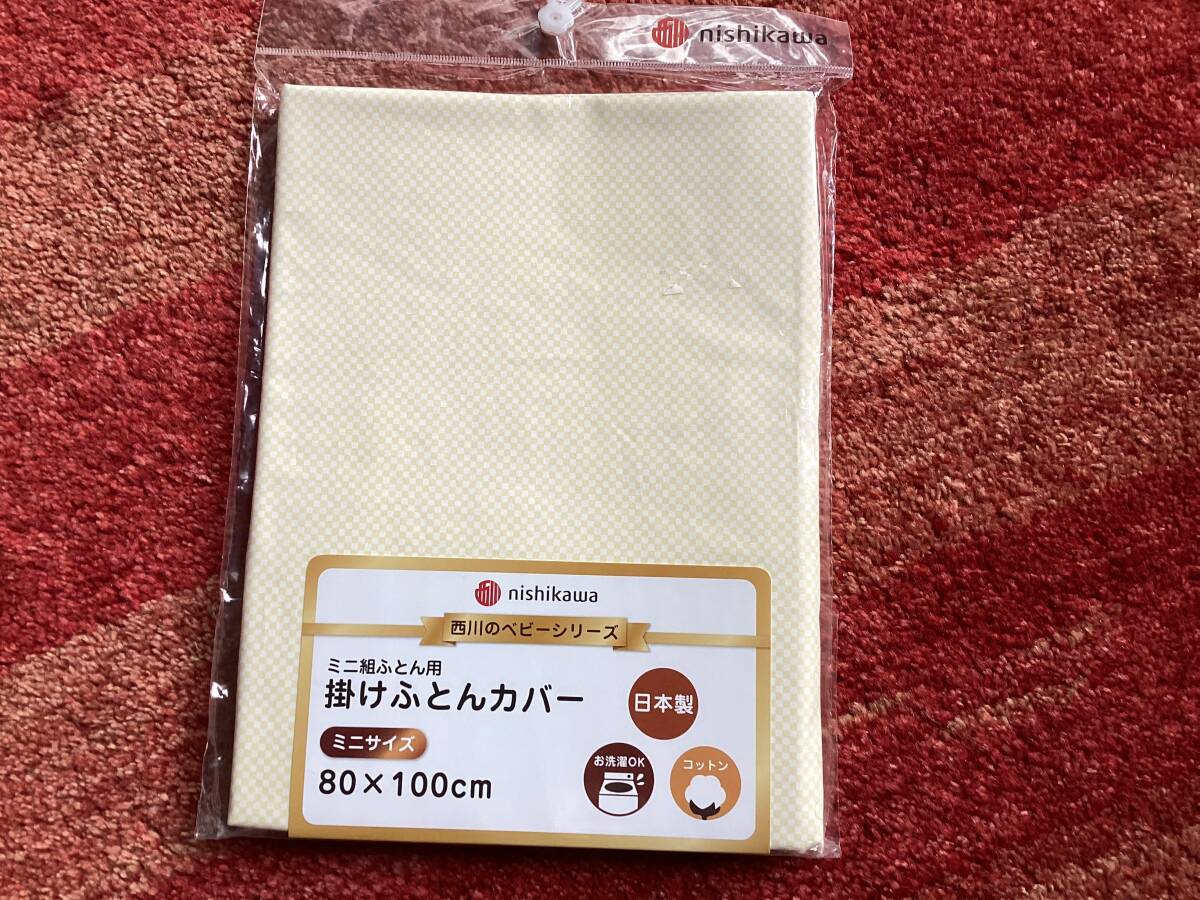 nishikawa
nishikawa
西川のベビーシリーズ
ミニ組ふとん用
掛けふとんカバー
日本製
ミニサイズ
80×100cm
お洗濯OK
コットン